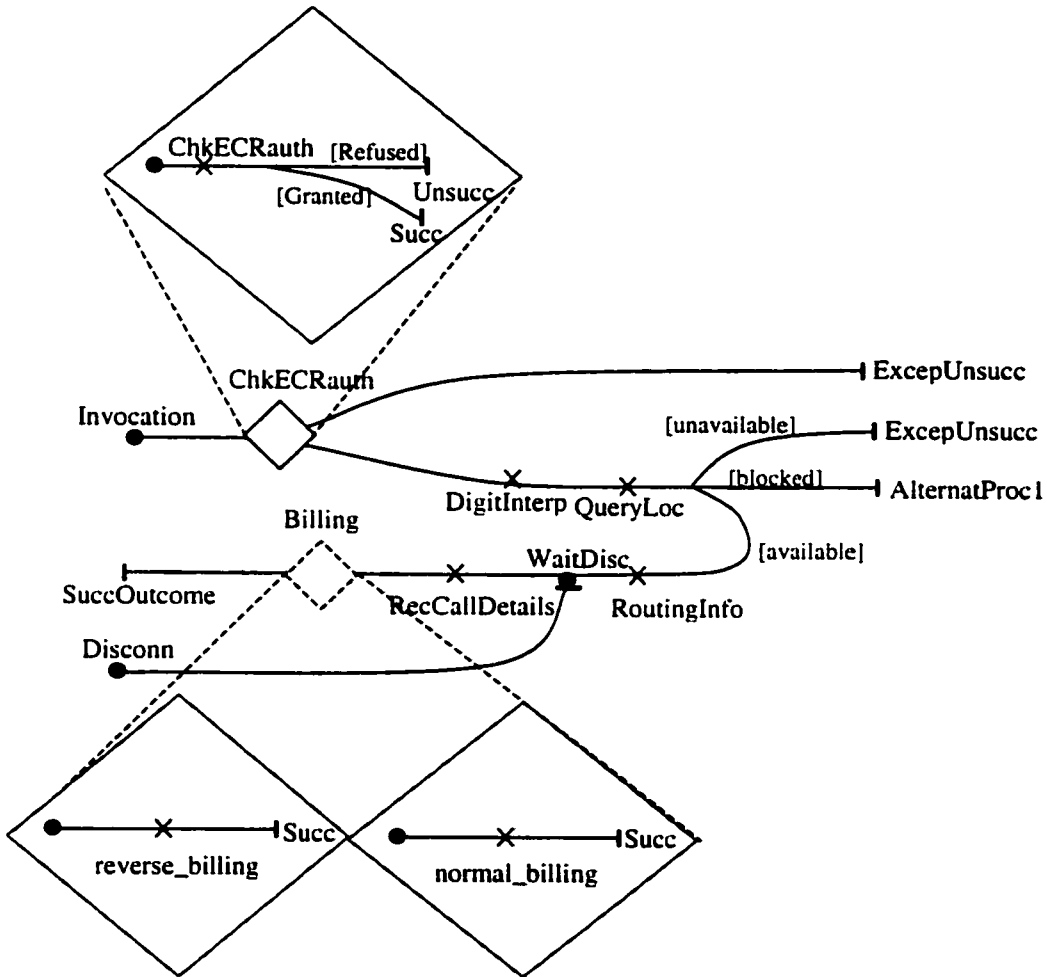 ChkECRauth
[Refused]
[Granted]
Unsucc
Succ
ChkECRauth
ExcepUnsucc
Invocation
[unavailable]
ExcepUnsucc
[blocked]
AlternatProc1
DigitInterp
QueryLoc
Billing
[available]
WaitDisc
SuccOutcome
RecCallDetails
RoutingInfo
Disconn
Succ
reverse_billing
Succ
normal_billing